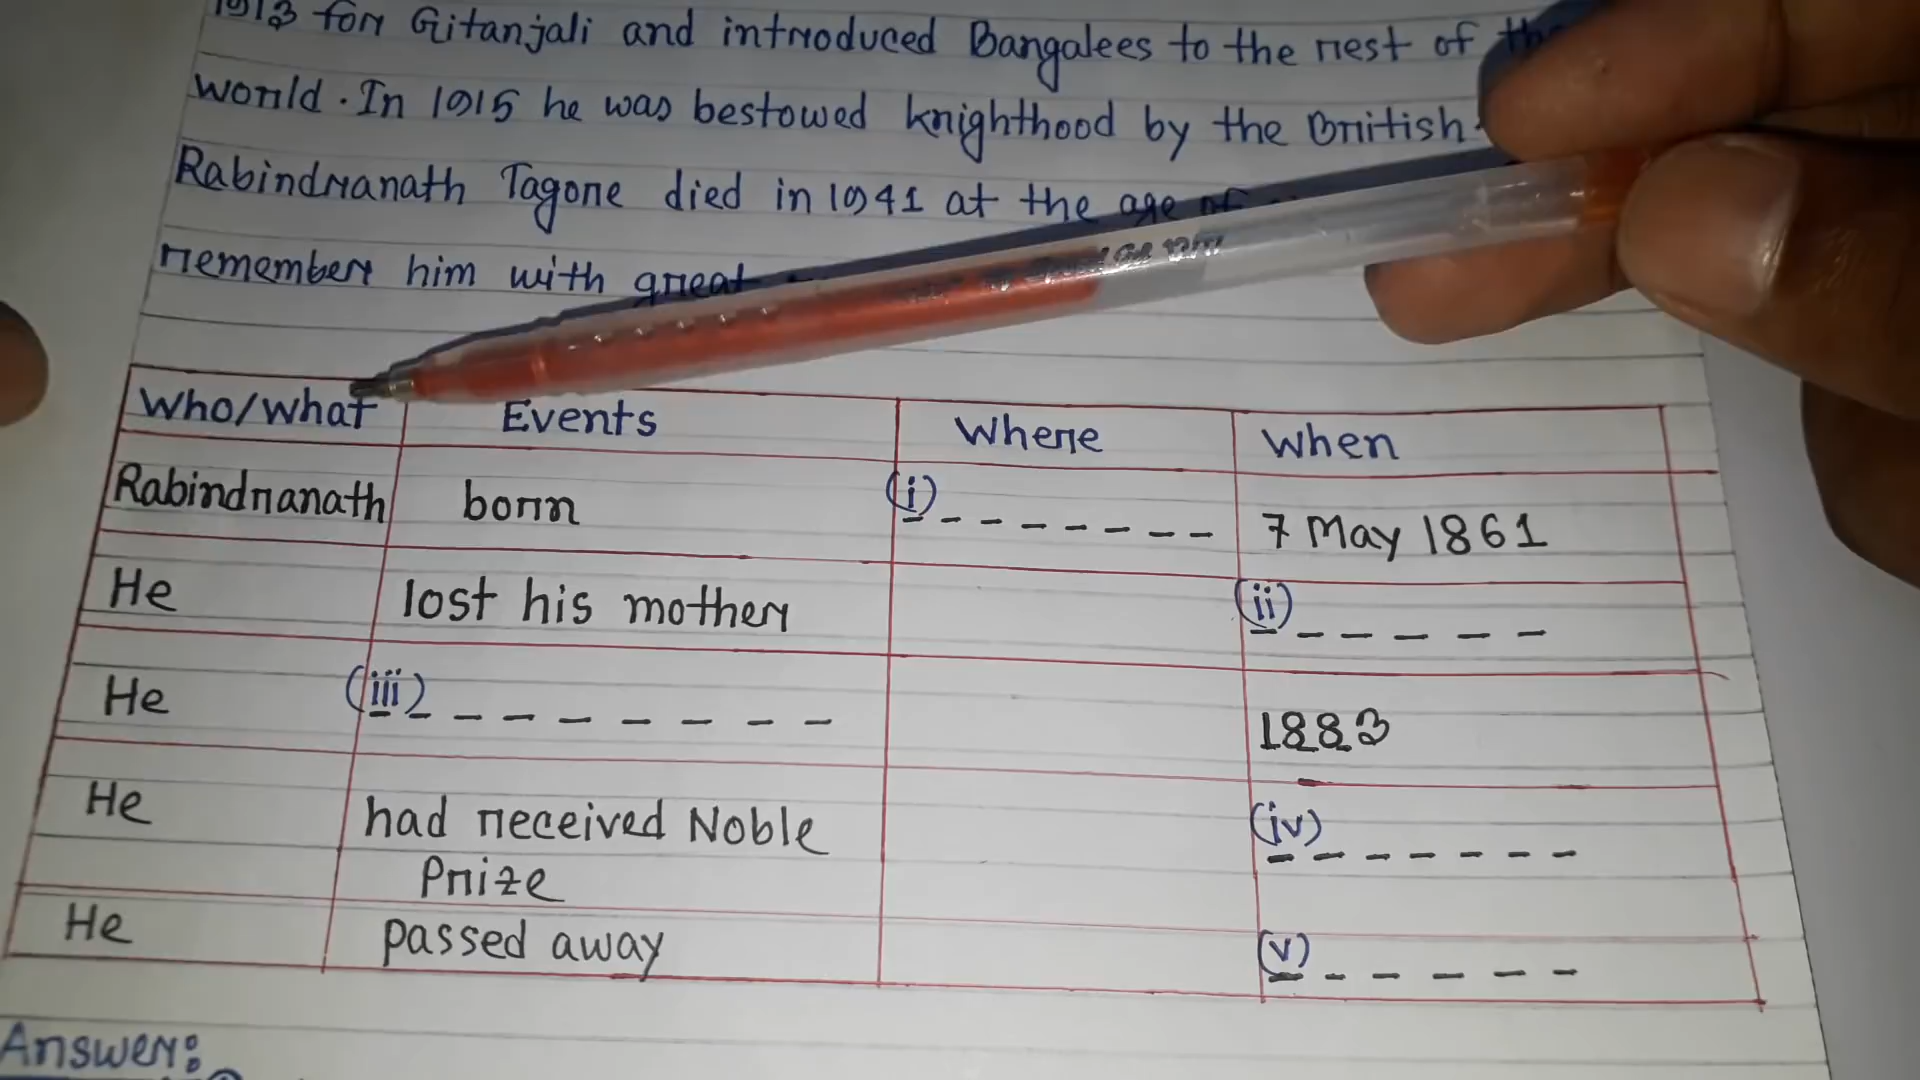 1913 for Gitanjali and introduced Bangalees to the rest of the
world. In 1915 he was bestowed knighthood by the British.
Rabindranath Tagore died in 1941 at the age of
remember him with great
Who/What Events Where When
Rabindranath born (i) _ _ _ _ _ _ _ _ 7 May 1861
He lost his mother (ii) _ _ _ _ _ _ _
He (iii) _ _ _ _ _ _ _ _ _ _ 1883
He had received Noble (iv) _ _ _ _ _ _ _
Prize
He passed away (v) _ _ _ _ _ _
Answer: